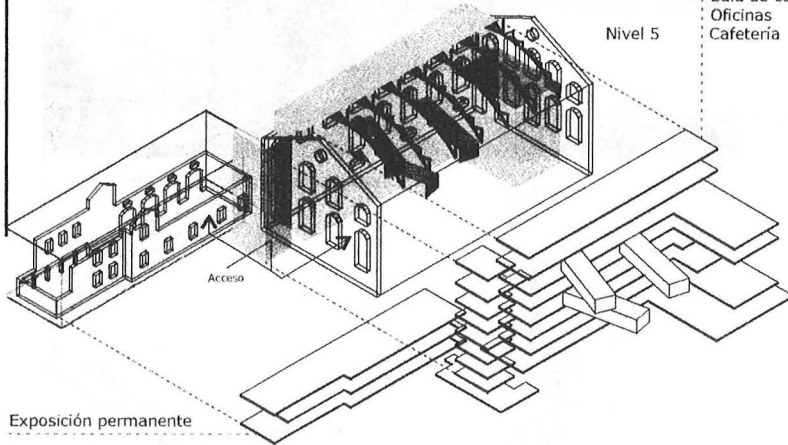 Oficinas
Nivel 5
Cafetería
Acceso
Exposición permanente